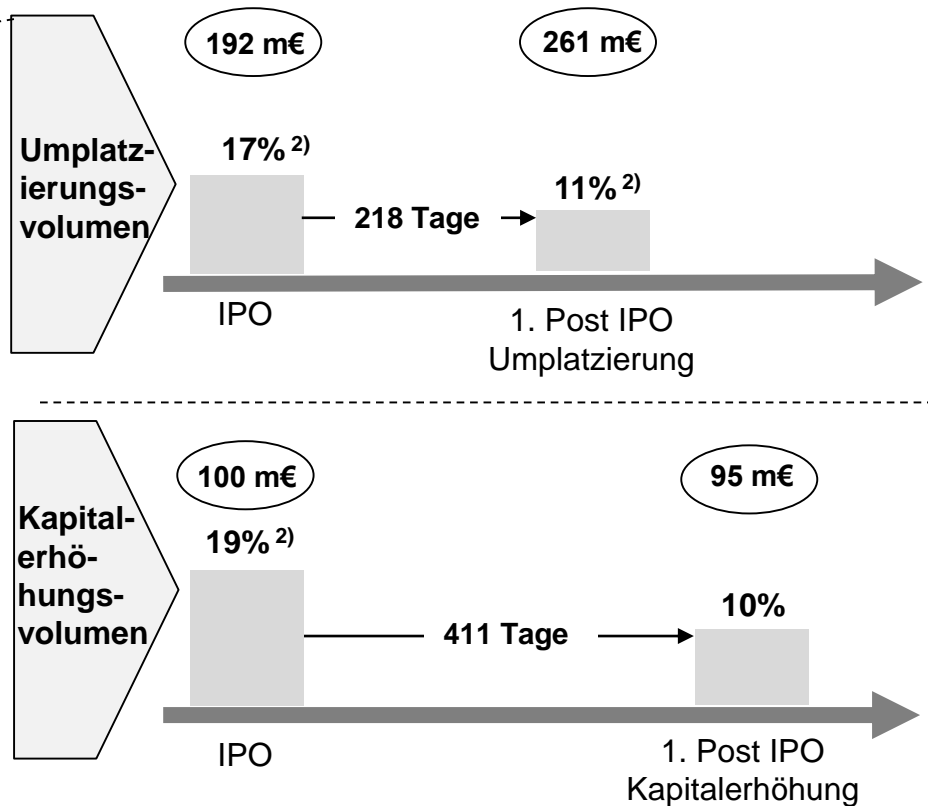 192 m€
261 m€
Umplatz-
ierungs-
volumen
17% 2)
11% 2)
218 Tage
IPO
1. Post IPO
Umplatzierung
100 m€
95 m€
Kapital-
erhö-
hungs-
volumen
19% 2)
10%
411 Tage
IPO
1. Post IPO
Kapitalerhöhung